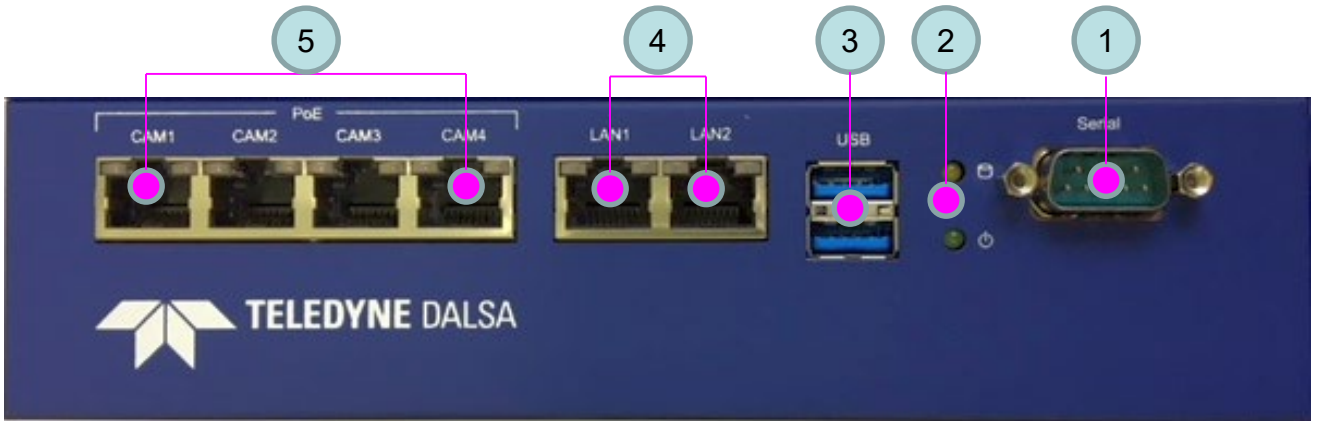 5 4 3 2 1
PoE
CAM1 CAM2 CAM3 CAM4 LAN1 LAN2 USB Serial
TELEDYNE DALSA